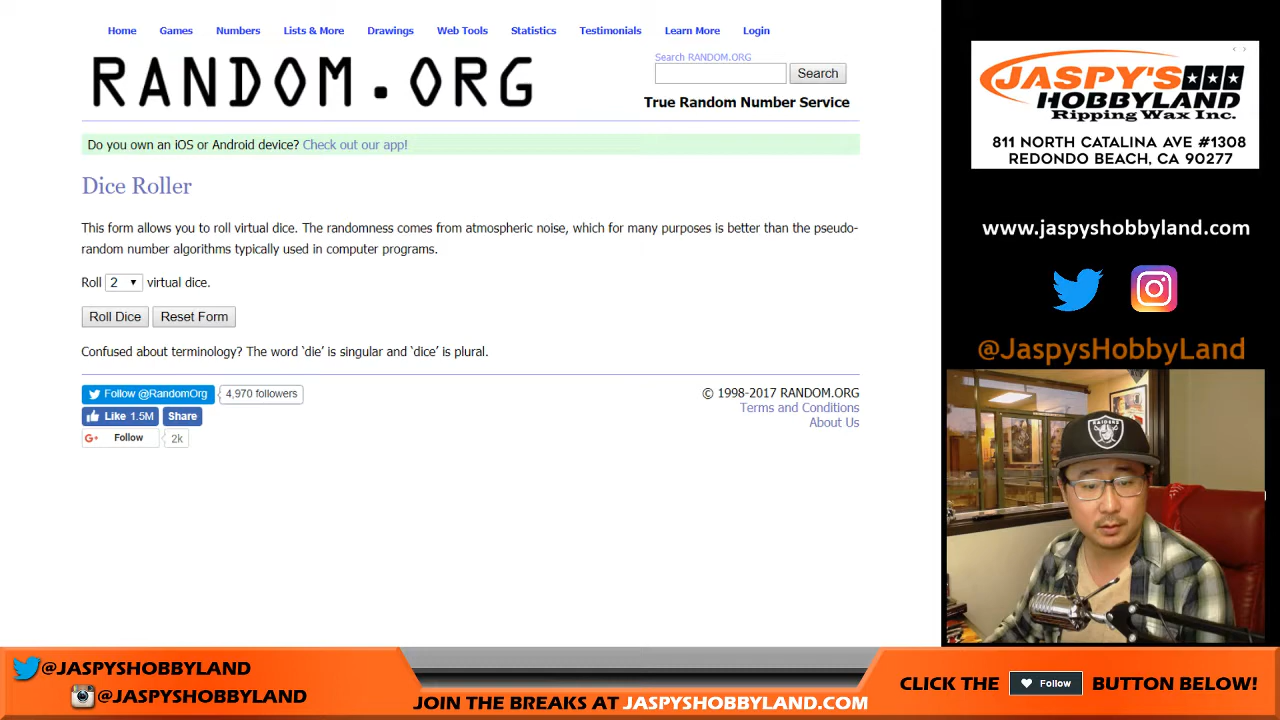 Home Games Numbers Lists & More Drawings Web Tools Statistics Testimonials Learn More Login
RANDOM.ORG
Search RANDOM.ORG
Search
True Random Number Service
Do you own an iOS or Android device? Check out our app!
Dice Roller
This form allows you to roll virtual dice. The randomness comes from atmospheric noise, which for many purposes is better than the pseudo-
random number algorithms typically used in computer programs.
Roll 2 virtual dice.
Roll Dice Reset Form
Confused about terminology? The word ‘die’ is singular and ‘dice’ is plural.
Follow @RandomOrg 4,970 followers
Like 1.5M Share
G+ Follow 2k
© 1998-2017 RANDOM.ORG
Terms and Conditions
About Us
JASPY'S
HOBBYLAND
Ripping Wax Inc.
811 NORTH CATALINA AVE #1308
REDONDO BEACH, CA 90277
www.jaspyshobbyland.com
@JaspysHobbyLand
RAIDERS
@JASPYSHOBBYLAND
@JASPYSHOBBYLAND
JOIN THE BREAKS AT JASPYSHOBBYLAND.COM
CLICK THE Follow BUTTON BELOW!